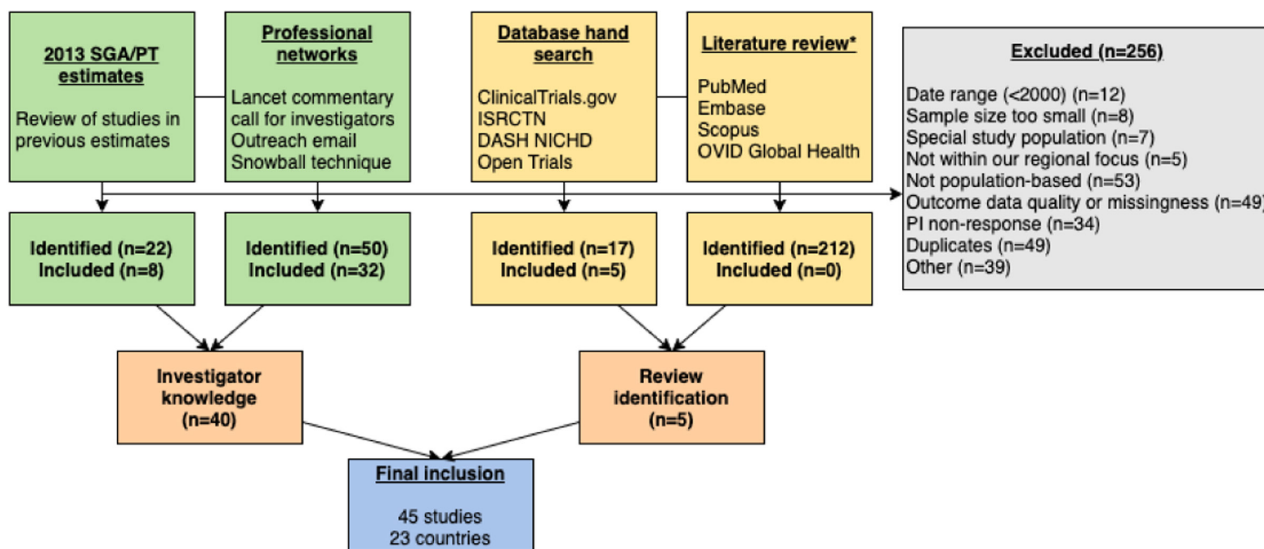 2013 SGA/PT
estimates
Review of studies in
previous estimates
Professional
networks
Lancet commentary
call for investigators
Outreach email
Snowball technique
Database hand
search
ClinicalTrials.gov
ISRCTN
DASH NICHD
Open Trials
Literature review*
PubMed
Embase
Scopus
OVID Global Health
Excluded (n=256)
Date range (<2000) (n=12)
Sample size too small (n=8)
Special study population (n=7)
Not within our regional focus (n=5)
Not population-based (n=53)
Outcome data quality or missingness (n=49)
PI non-response (n=34)
Duplicates (n=49)
Other (n=39)
Identified (n=22)
Included (n=8)
Identified (n=50)
Included (n=32)
Identified (n=17)
Included (n=5)
Identified (n=212)
Included (n=0)
Investigator
knowledge
(n=40)
Review
identification
(n=5)
Final inclusion
45 studies
23 countries